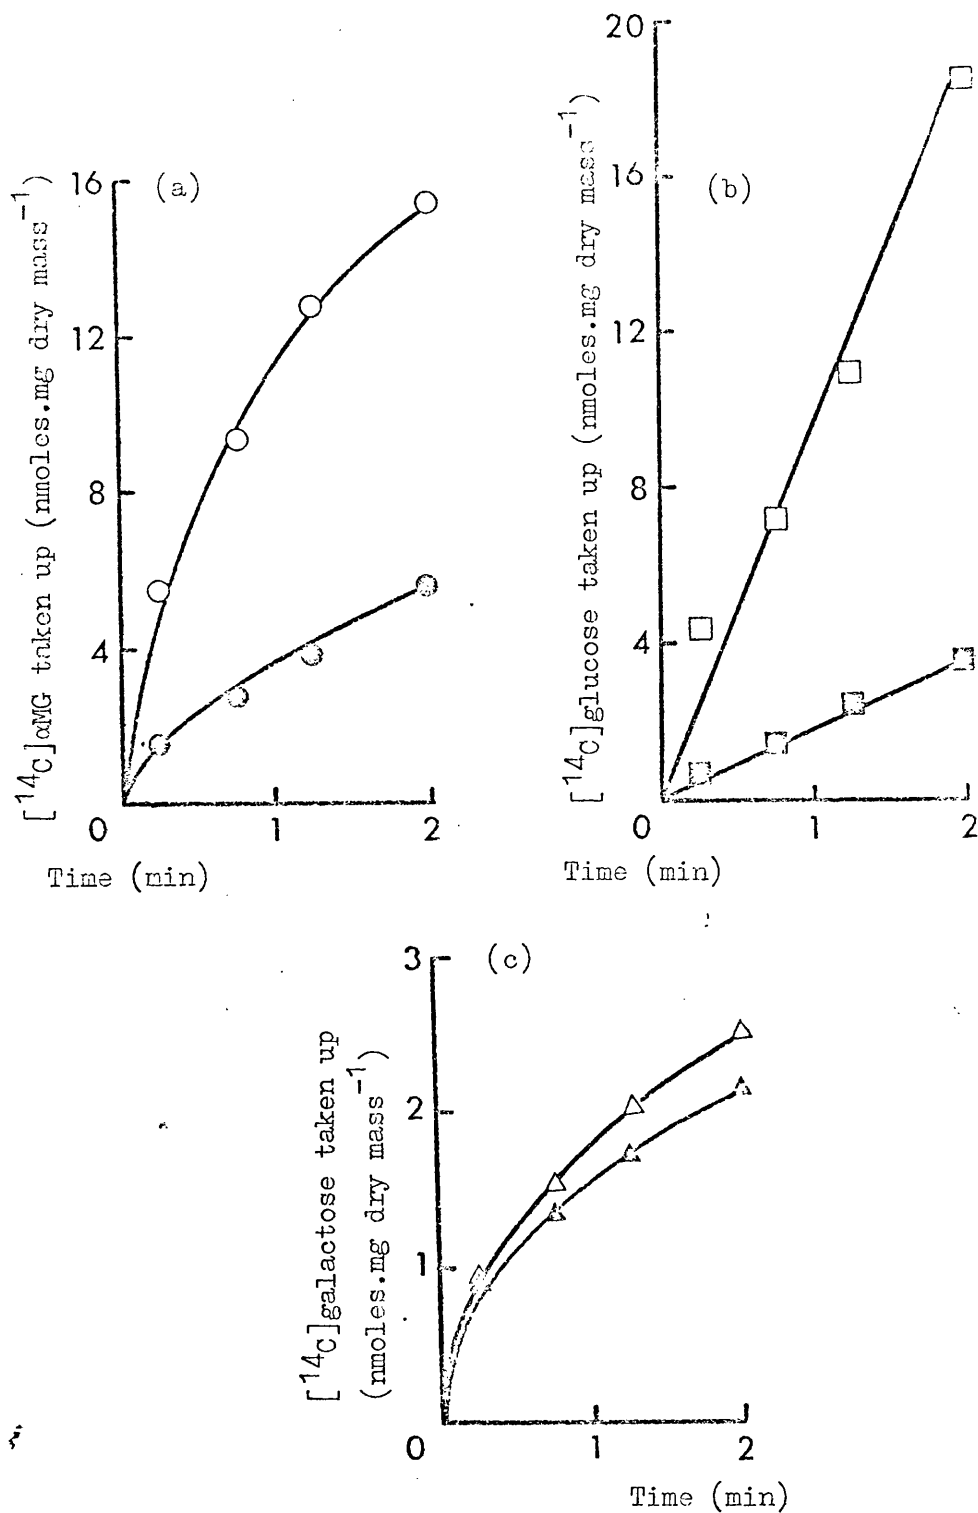 (a)
[¹⁴C]αMG taken up (nmoles.mg dry mass⁻¹)
16
12
8
4
0
1
2
Time (min)
(b)
[¹⁴C]glucose taken up (nmoles.mg dry mass⁻¹)
20
16
12
8
4
0
1
2
Time (min)
(c)
[¹⁴C]galactose taken up
(nmoles.mg dry mass⁻¹)
3
2
1
0
1
2
Time (min)